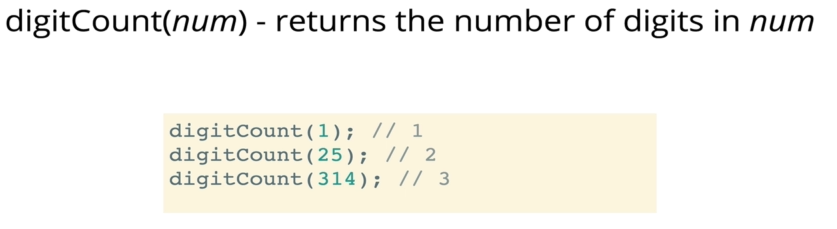 digitCount(num) - returns the number of digits in num
digitCount(1); // 1
digitCount(25); // 2
digitCount(314); // 3